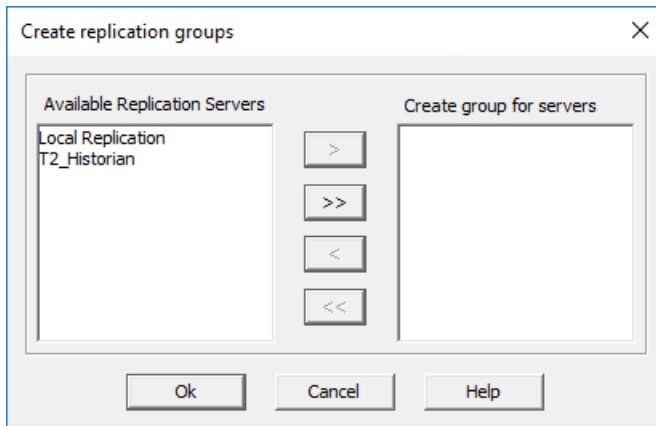 Create replication groups
Available Replication Servers
Create group for servers
Local Replication
T2_Historian
>
>>
<
<<
Ok
Cancel
Help